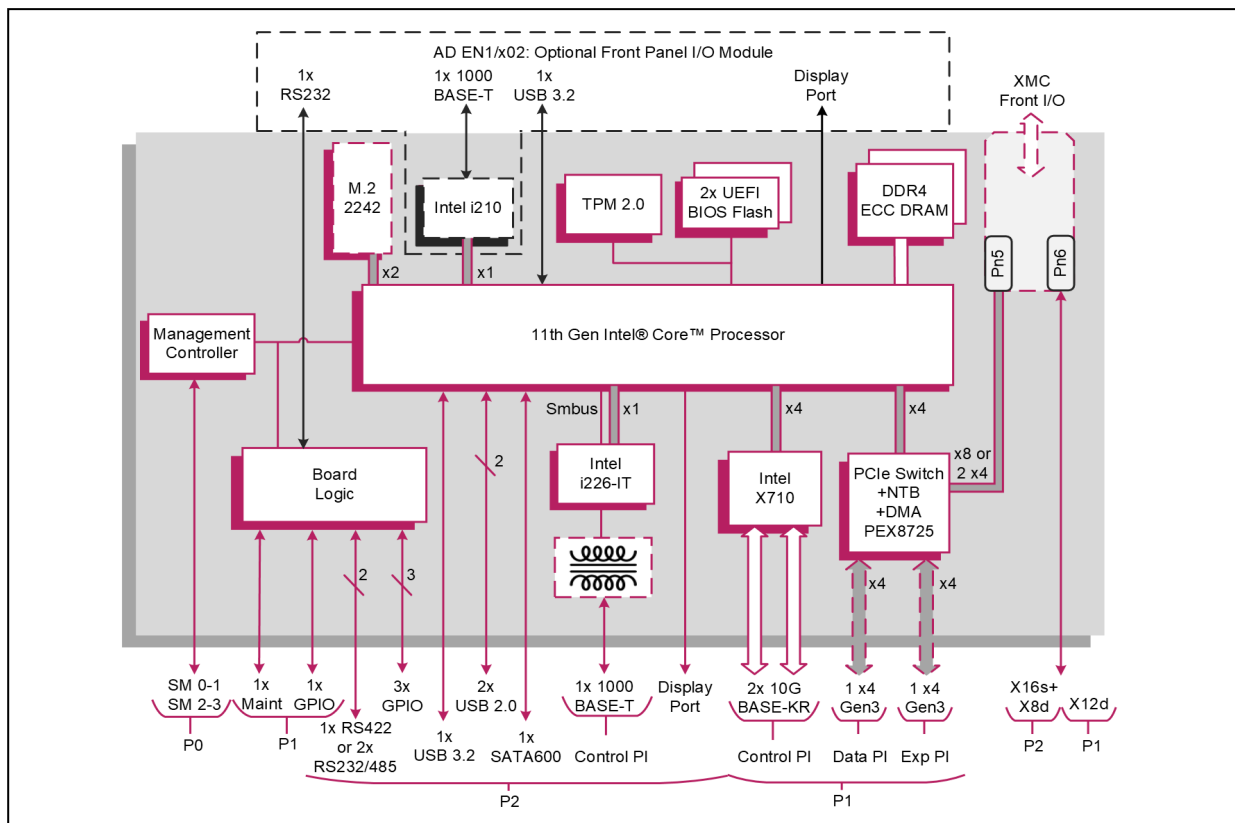 AD EN1/x02: Optional Front Panel I/O Module
1x
RS232
1x 1000
BASE-T
1x
USB 3.2
Display
Port
XMC
Front I/O
M.2
2242
Intel i210
TPM 2.0
2x UEFI
BIOS Flash
DDR4
ECC DRAM
Pn5
Pn6
x2
x1
11th Gen Intel® Core™ Processor
Management
Controller
Smbus
x1
x4
x4
x8 or
2 x4
Board
Logic
2
Intel
i226-IT
Intel
X710
PCIe Switch
+NTB
+DMA
PEX8725
2
3
x4
x4
SM 0-1
SM 2-3
1x
Maint
1x
GPIO
3x
GPIO
2x
USB 2.0
1x 1000
BASE-T
Display
Port
2x 10G
BASE-KR
1 x4
Gen3
1 x4
Gen3
X16s+
X8d
X12d
P0
P1
1x RS422
or 2x
RS232/485
1x
USB 3.2
1x
SATA600
Control PI
Control PI
Data PI
Exp PI
P2
P1
P2
P1